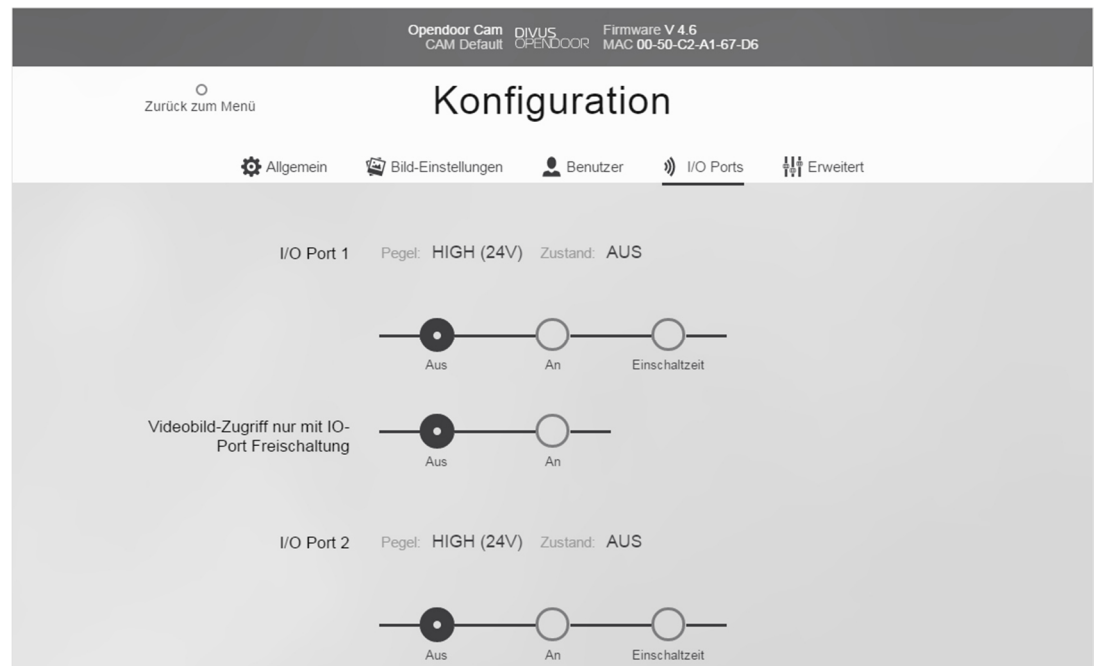 Opendoor Cam DIVUS Firmware V 4.6
CAM Default OPENDOOR MAC 00-50-C2-A1-67-D6
Zurück zum Menü
Konfiguration
Allgemein Bild-Einstellungen Benutzer I/O Ports Erweitert
I/O Port 1 Pegel: HIGH (24V) Zustand: AUS
Aus An Einschaltzeit
Videobild-Zugriff nur mit IO-
Port Freischaltung
Aus An
I/O Port 2 Pegel: HIGH (24V) Zustand: AUS
Aus An Einschaltzeit